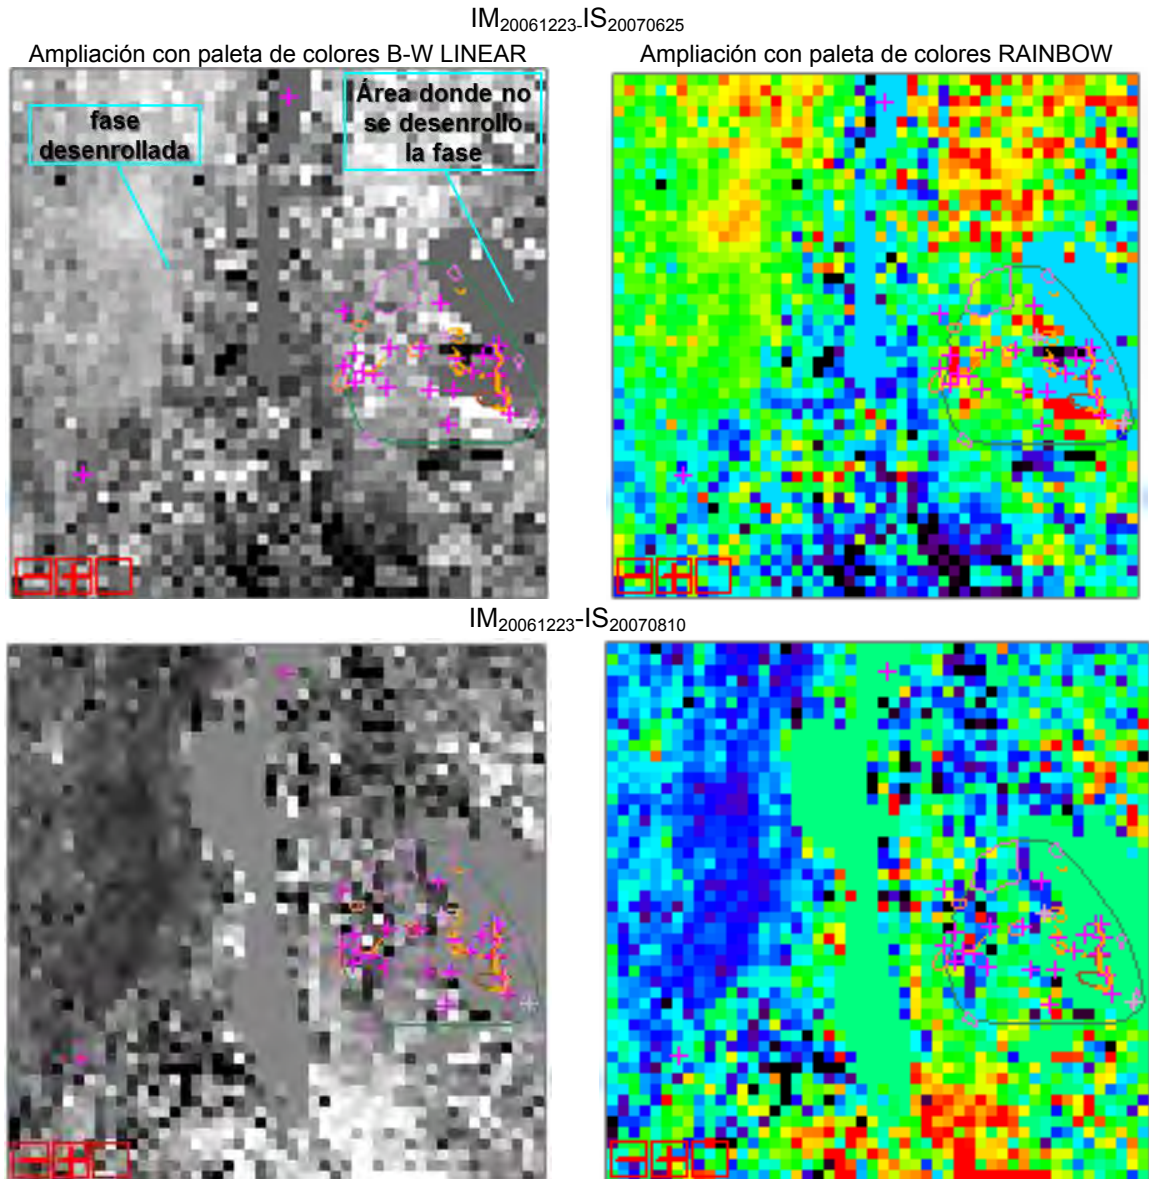 IM20061223-IS20070625
Ampliación con paleta de colores B-W LINEAR
Ampliación con paleta de colores RAINBOW
fase
desenrollada
Área donde no
se desenrollo
la fase
IM20061223-IS20070810